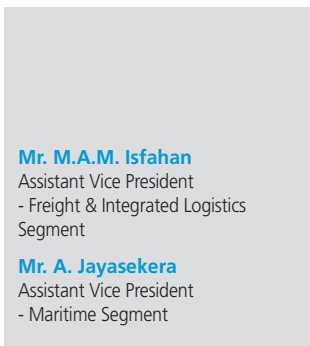 Mr. M.A.M. Isfahan
Assistant Vice President
- Freight & Integrated Logistics
Segment
Mr. A. Jayasekera
Assistant Vice President
- Maritime Segment